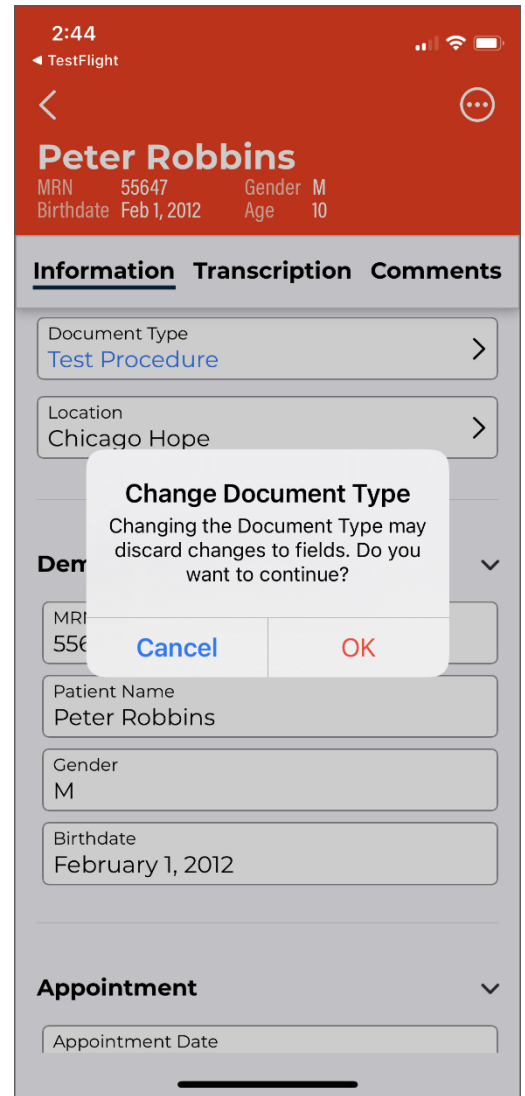 2:44
◀ TestFlight
Peter Robbins
MRN 55647 Gender M
Birthdate Feb 1, 2012 Age 10
Information Transcription Comments
Document Type
Test Procedure
Location
Chicago Hope
Change Document Type
Changing the Document Type may
discard changes to fields. Do you
want to continue?
Cancel OK
Patient Name
Peter Robbins
Gender
M
Birthdate
February 1, 2012
Appointment
Appointment Date